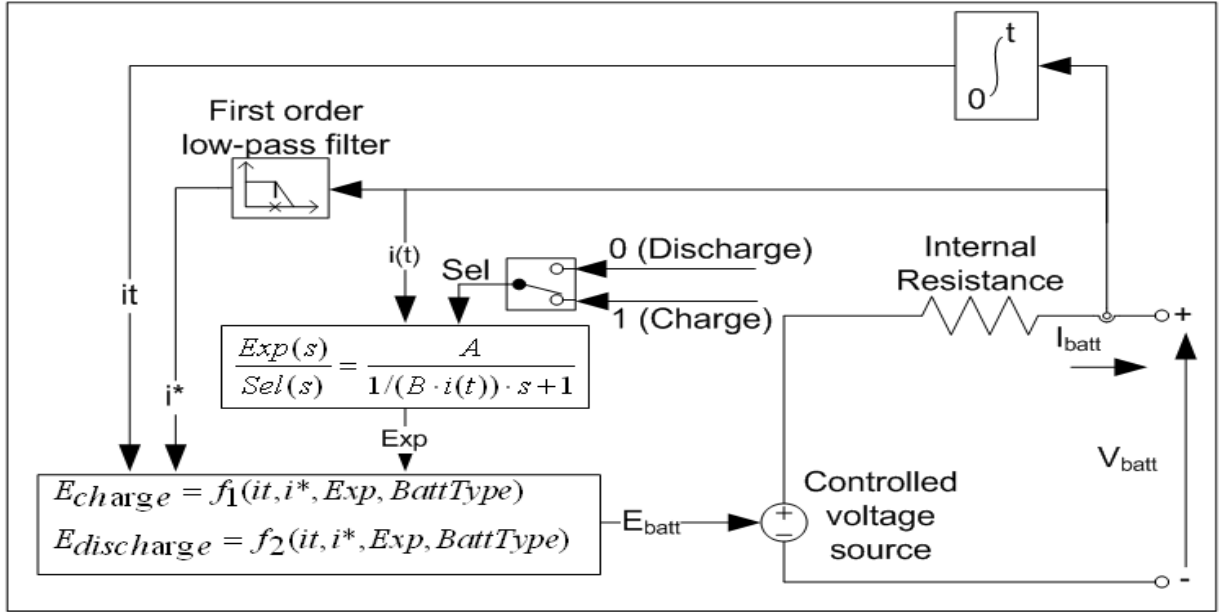 t
0
First order
low-pass filter
i(t)
0 (Discharge)
Sel
1 (Charge)
Internal
Resistance
+
it
I_batt
Exp(s)/Sel(s) = A/(1/(B · i(t)) · s + 1)
i*
Exp
V_batt
E_charge = f_1(it, i*, Exp, BattType)
E_discharge = f_2(it, i*, Exp, BattType)
E_batt
+
−
Controlled
voltage
source
-